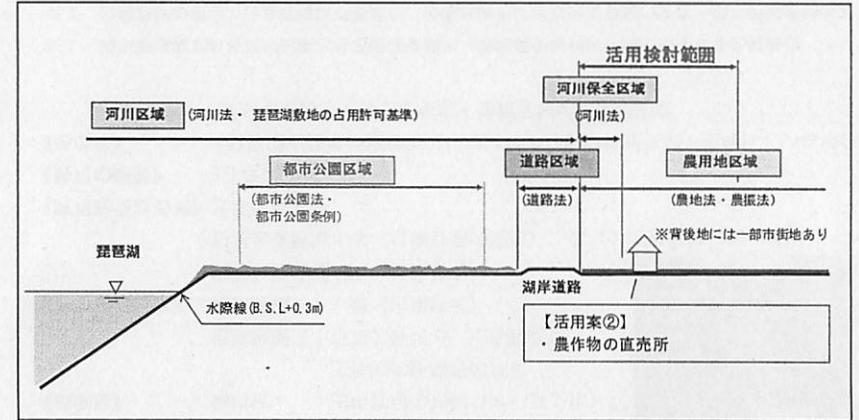 活用検討範囲
河川保全区域
(河川法)
河川区域 (河川法・ 琵琶湖敷地の占用許可基準)
都市公園区域
道路区域
農用地区域
(都市公園法・
都市公園条例)
(道路法)
(農地法・農振法)
※背後地には一部市街地あり
琵琶湖
湖岸道路
水際線(B.S.L+0.3m)
【活用案②】
・農作物の直売所